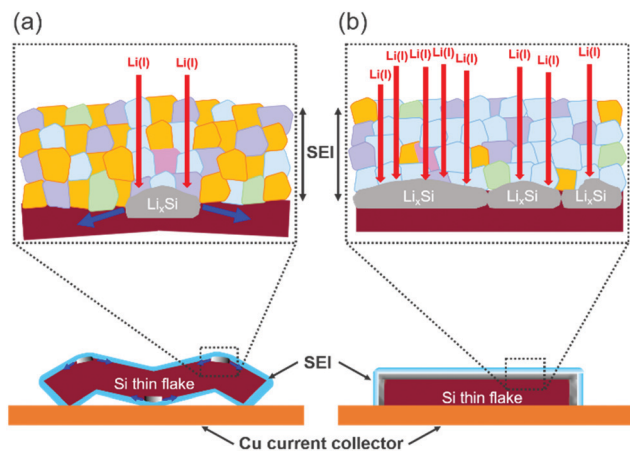 (a)
(b)
Li(I) Li(I)
Li(I) Li(I) Li(I) Li(I) Li(I) Li(I) Li(I) Li(I)
SEI
LixSi
LixSi LixSi LixSi
SEI
Si thin flake
Si thin flake
Cu current collector